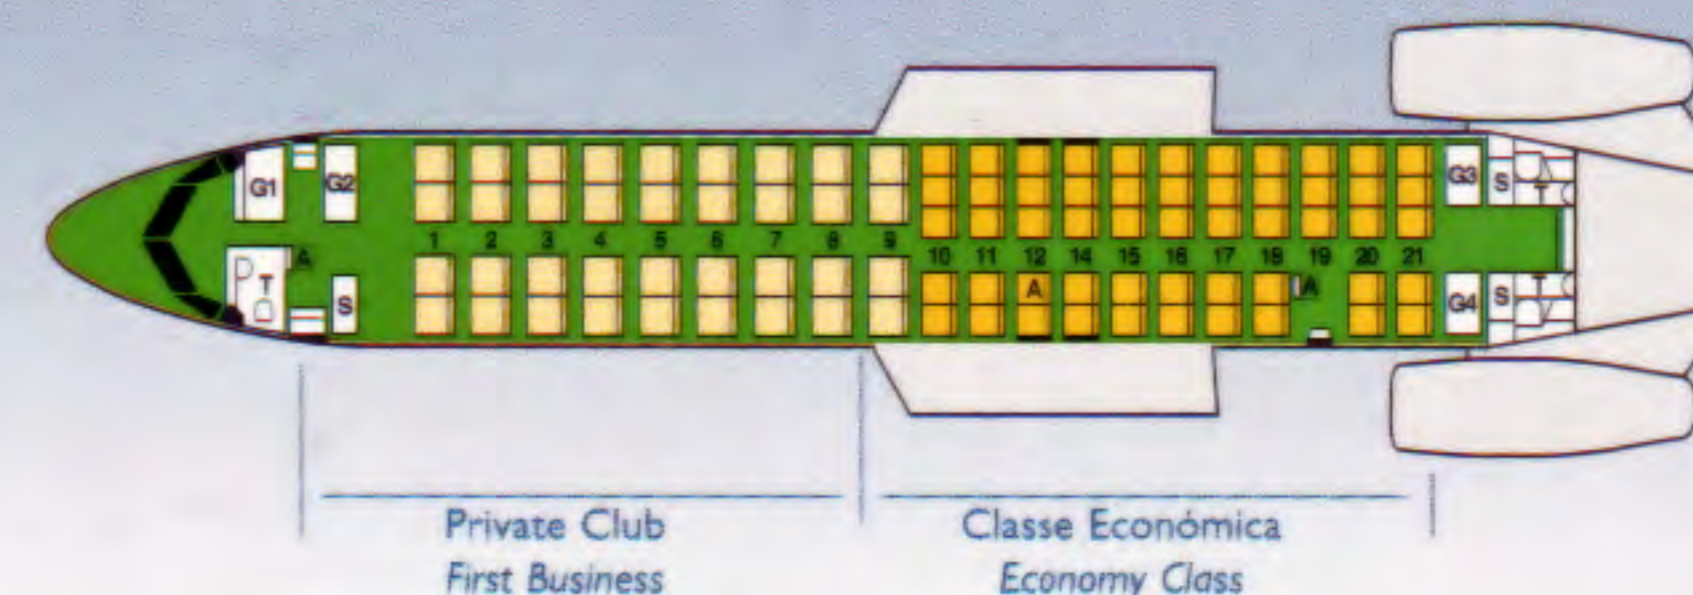 G1 G2 G3 S T
A 1 2 3 4 5 6 7 8 9 10 11 12 14 15 16 17 18 19 20 21
T S A A G4 S T
Private Club
First Business
Classe Económica
Economy Class